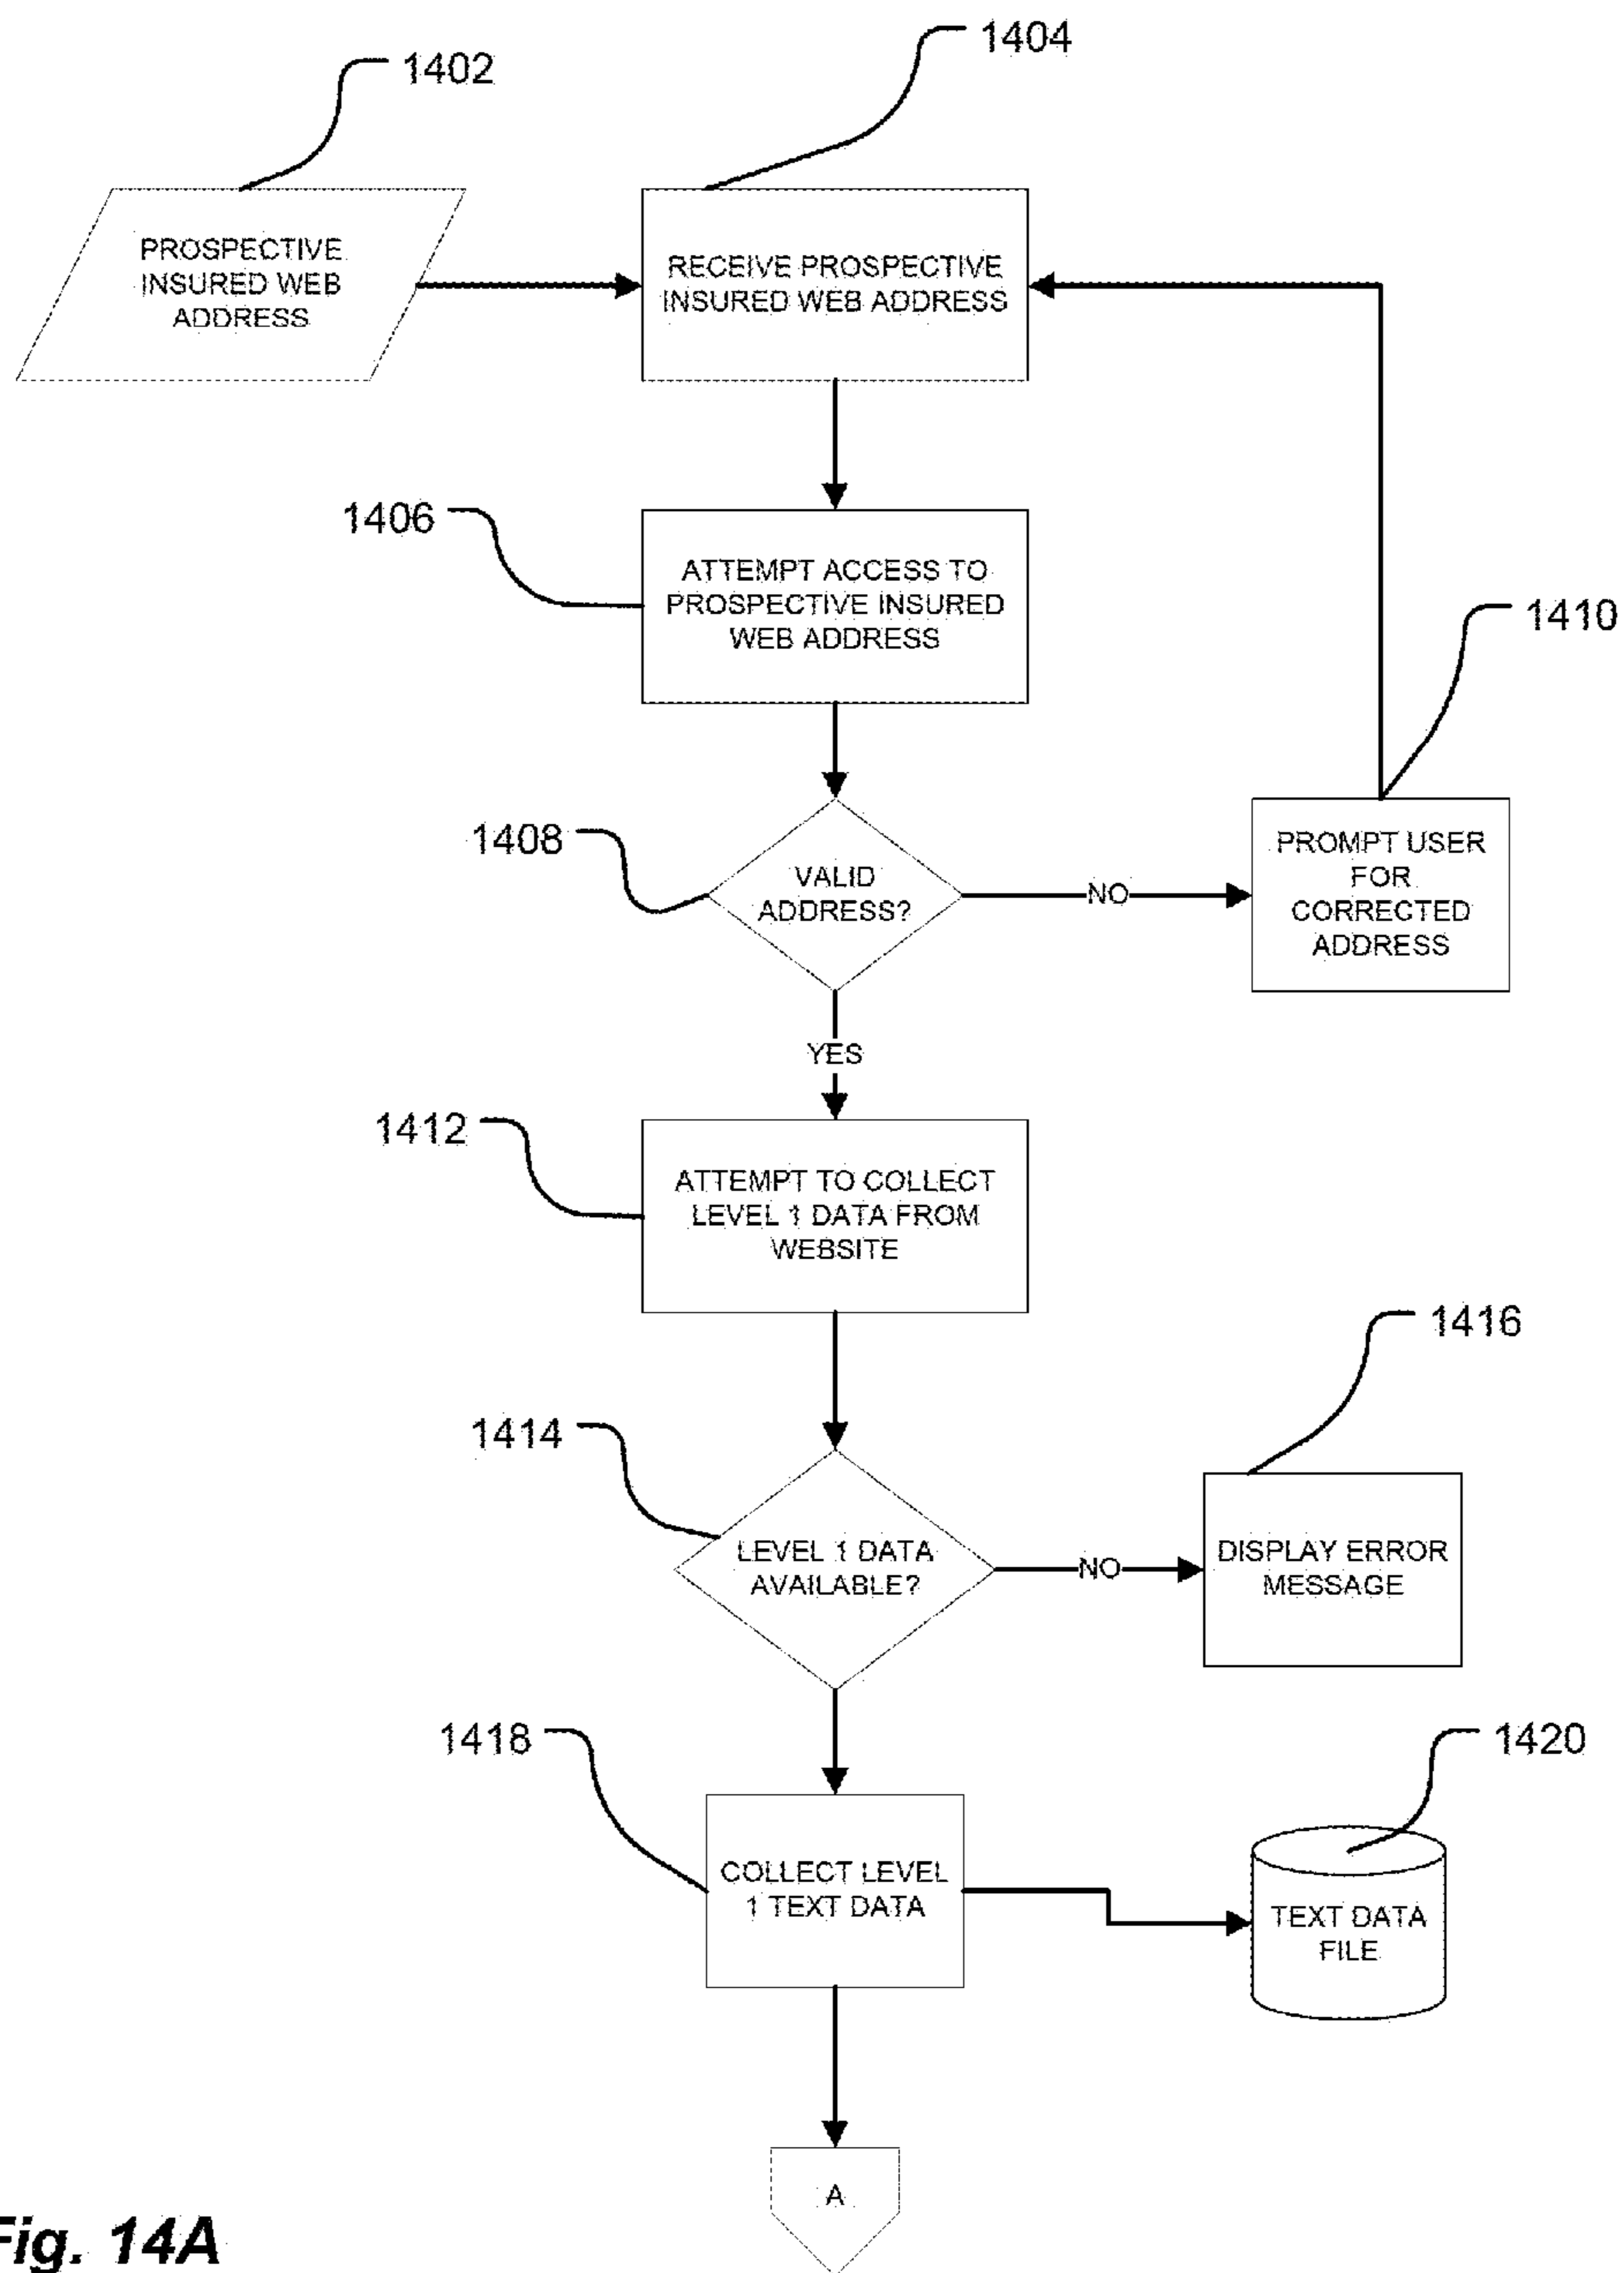 1404
1402
PROSPECTIVE
INSURED WEB
ADDRESS
RECEIVE PROSPECTIVE
INSURED WEB ADDRESS
1406
ATTEMPT ACCESS TO
PROSPECTIVE INSURED
WEB ADDRESS
1410
1408
VALID
ADDRESS?
NO
PROMPT USER
FOR
CORRECTED
ADDRESS
YES
1412
ATTEMPT TO COLLECT
LEVEL 1 DATA FROM
WEBSITE
1416
1414
LEVEL 1 DATA
AVAILABLE?
NO
DISPLAY ERROR
MESSAGE
1418
1420
COLLECT LEVEL
1 TEXT DATA
TEXT DATA
FILE
A
Fig. 14A